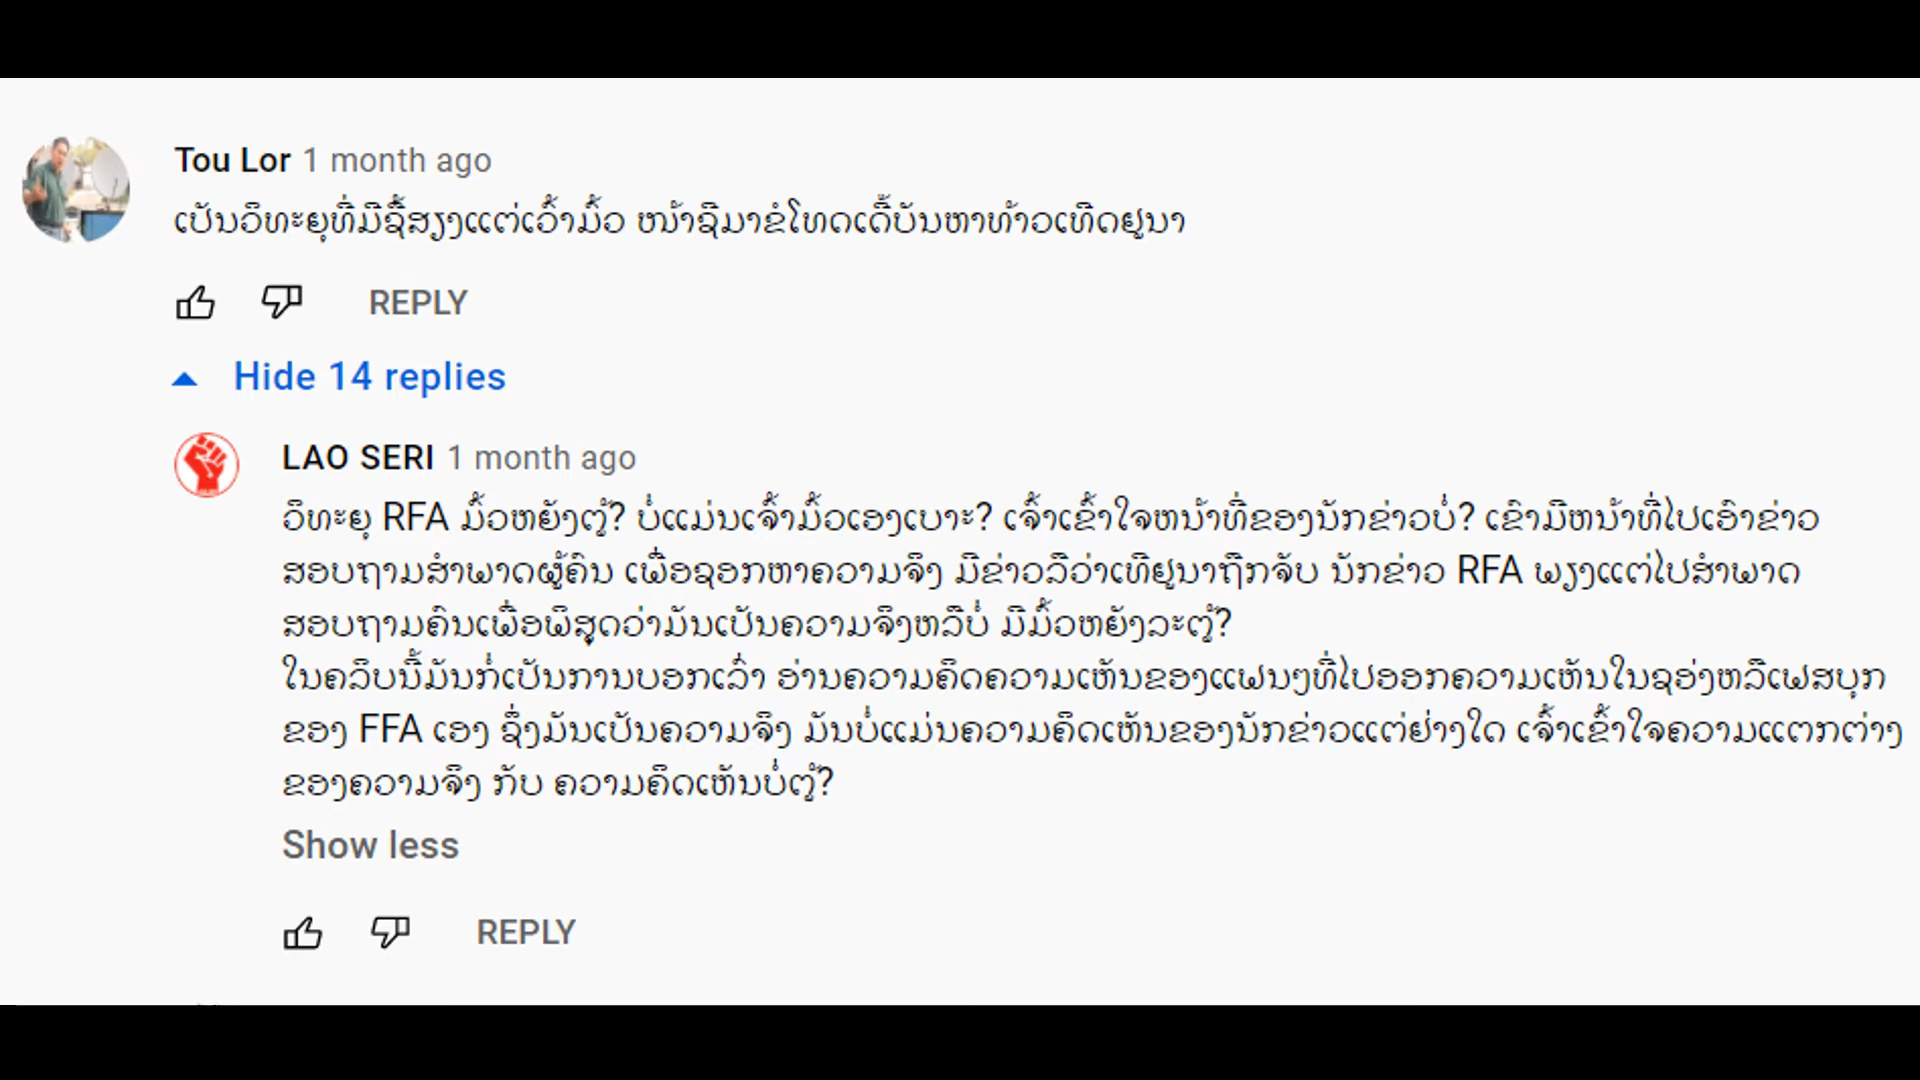 Tou Lor 1 month ago
ເປັນວິທະຍຸທີ່ມີຊື້ສຽງແຕ່ເວົ້າມົ້ວ ໜ້າຊິມາຂໍໂທດເດີ້ບັນຫາທ້າວເທີດຢູນາ
REPLY
Hide 14 replies
LAO SERI 1 month ago
ວິທະຍຸ RFA ມົ້ວຫຍັງຕູ໋? ບໍ່ແມ່ນເຈົ້າມົ້ວເອງເບາະ? ເຈົ້າເຂົ້າໃຈຫນ້າທີ່ຂອງນັກຂ່າວບໍ່? ເຂົາມີຫນ້າທີ່ໄປເອົາຂ່າວ
ສອບຖາມສຳພາດຜູ້ຄົນ ເພື່ອຊອກຫາຄວາມຈິງ ມີຂ່າວລືວ່າເທີຢູນາຖືກຈັບ ນັກຂ່າວ RFA ພຽງແຕ່ໄປສຳພາດ
ສອບຖາມຄົນເພື່ອພິສູດວ່າມັນເປັນຄວາມຈິງຫລືບໍ່ ມີມົ້ວຫຍັງລະຕູ໋?
ໃນຄລິບນີ້ມັນກໍ່ເປັນການບອກເລົ່າ ອ່ານຄວາມຄິດຄວາມເຫັນຂອງແຟນໆທີ່ໄປອອກຄວາມເຫັນໃນຊອ່ງຫລືເຟສບຸກ
ຂອງ FFA ເອງ ຊຶ່ງມັນເປັນຄວາມຈິງ ມັນບໍ່ແມ່ນຄວາມຄິດເຫັນຂອງນັກຂ່າວແຕ່ຢ່າງໃດ ເຈົ້າເຂົ້າໃຈຄວາມແຕກຕ່າງ
ຂອງຄວາມຈິງ ກັບ ຄວາມຄິດເຫັນບໍ່ຕູ໋?
Show less
REPLY